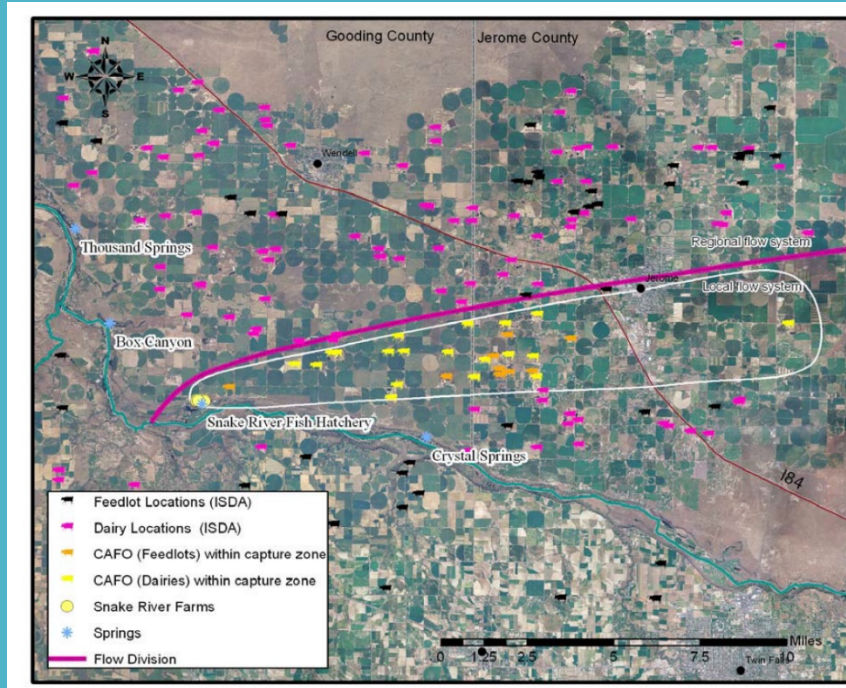 Gooding County
Jerome County
N
W
E
S
Wendell
Thousand Springs
Regional flow system
Jerome
Local flow system
Box Canyon
Snake River Fish Hatchery
Crystal Springs
I84
Feedlot Locations (ISDA)
Dairy Locations (ISDA)
CAFO (Feedlots) within capture zone
CAFO (Dairies) within capture zone
Snake River Farms
Springs
Flow Division
Miles
0 1.25 2.5 5 7.5 10
Twin Falls